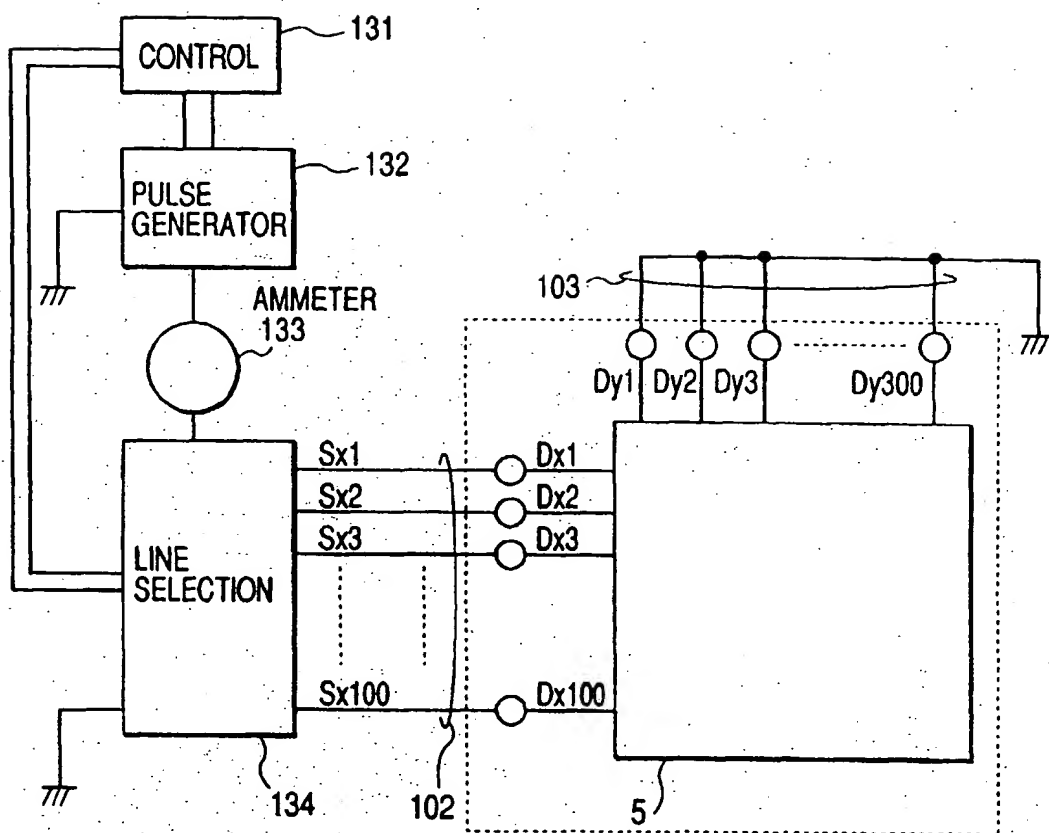 131
CONTROL
132
PULSE
GENERATOR
103
AMMETER
133
Dy1 Dy2 Dy3 Dy300
Sx1 Dx1
Sx2 Dx2
Sx3 Dx3
LINE
SELECTION
Sx100 Dx100
134 102 5